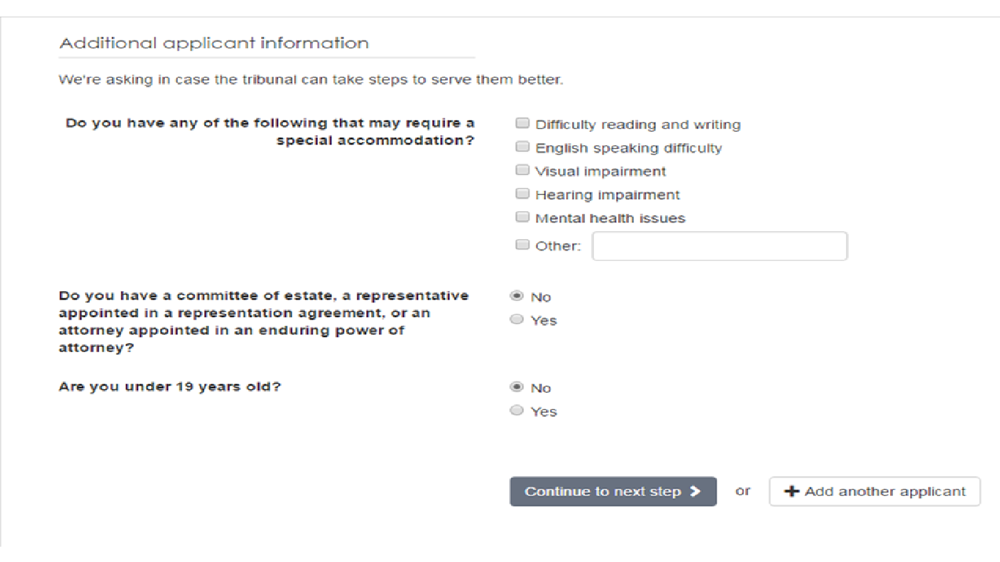 Additional applicant information
We're asking in case the tribunal can take steps to serve them better.
Do you have any of the following that may require a
special accommodation?
Difficulty reading and writing
English speaking difficulty
Visual impairment
Hearing impairment
Mental health issues
Other:
Do you have a committee of estate, a representative
appointed in a representation agreement, or an
attorney appointed in an enduring power of
attorney?
No
Yes
Are you under 19 years old?
No
Yes
Continue to next step
or
Add another applicant